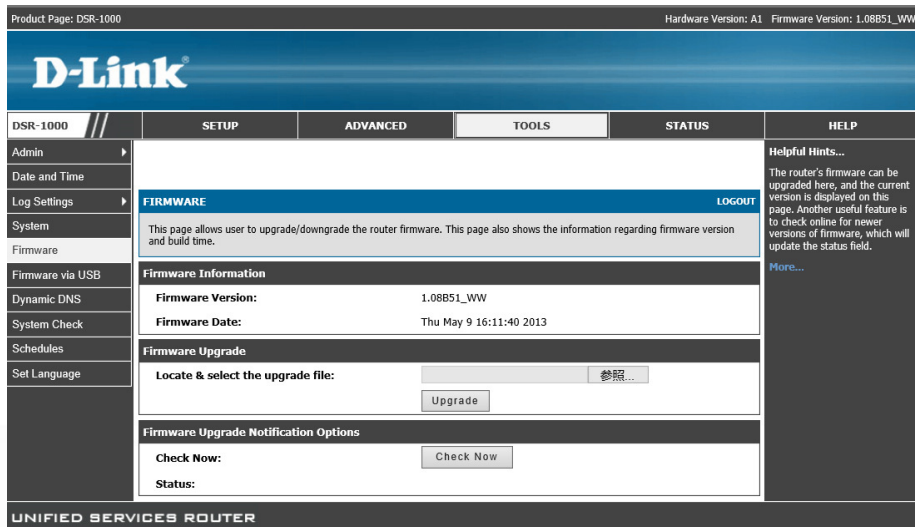 Product Page: DSR-1000 Hardware Version: A1 Firmware Version: 1.08B51_WW
D-Link
DSR-1000 SETUP ADVANCED TOOLS STATUS HELP
Admin
Date and Time
Log Settings
System
Firmware
Firmware via USB
Dynamic DNS
System Check
Schedules
Set Language
FIRMWARE LOGOUT
This page allows user to upgrade/downgrade the router firmware. This page also shows the information regarding firmware version
and build time.
Firmware Information
Firmware Version: 1.08B51_WW
Firmware Date: Thu May 9 16:11:40 2013
Firmware Upgrade
Locate & select the upgrade file: 参照...
Upgrade
Firmware Upgrade Notification Options
Check Now: Check Now
Status:
Helpful Hints...
The router's firmware can be
upgraded here, and the current
version is displayed on this
page. Another useful feature is
to check online for newer
versions of firmware, which will
update the status field.
More...
UNIFIED SERVICES ROUTER